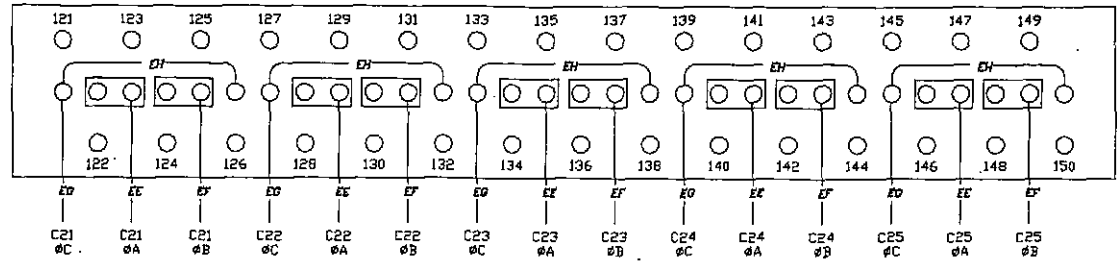 121 123 125 127 129 131 133 135 137 139 141 143 145 147 149
EH EH EH EH EH
122 124 126 128 130 132 134 136 138 140 142 144 146 148 150
EG EE EF EG EE EF EG EE EF EG EE EF EG EE EF
C21 C21 C21 C22 C22 C22 C23 C23 C23 C24 C24 C24 C25 C25 C25
ØC ØA ØB ØC ØA ØB ØC ØA ØB ØC ØA ØB ØC ØA ØB